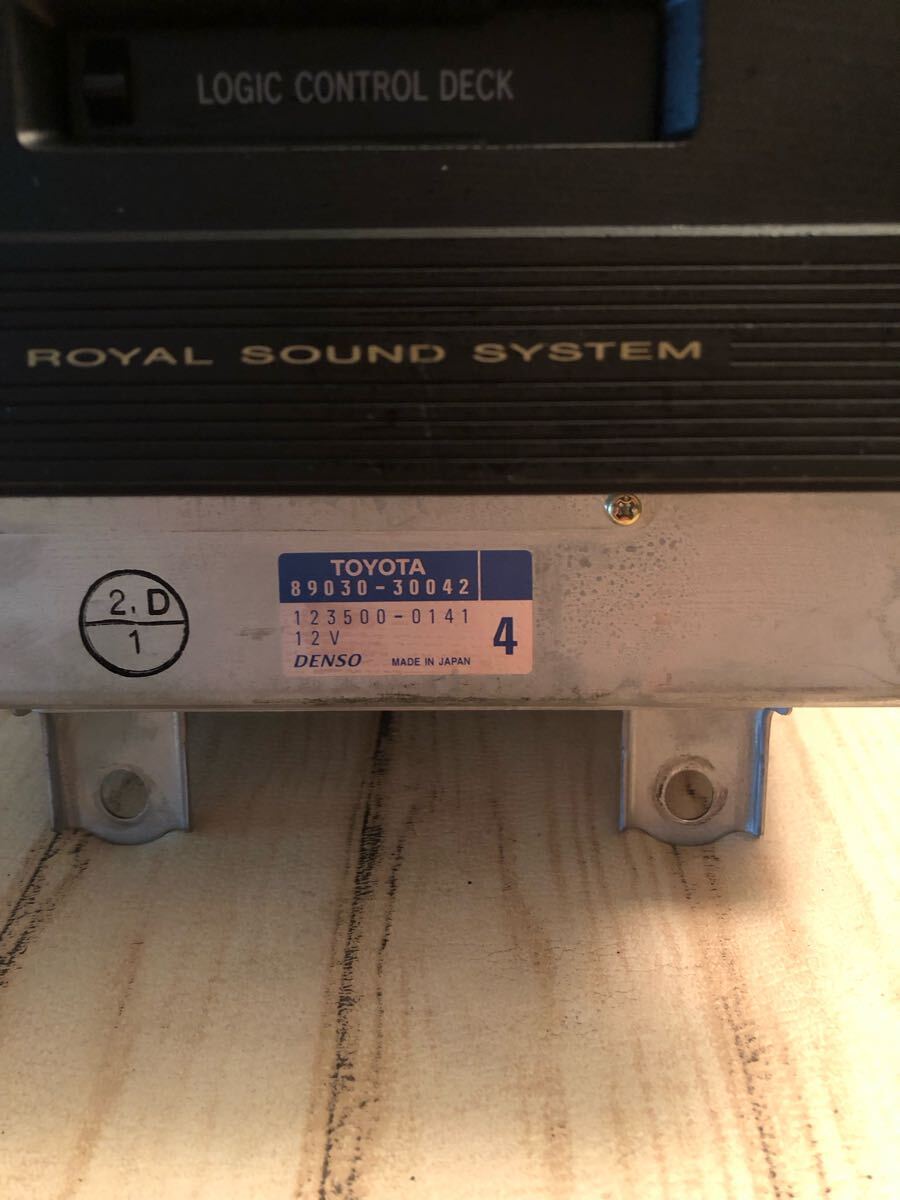 LOGIC CONTROL DECK
ROYAL SOUND SYSTEM
TOYOTA
89030-30042
123500-0141
12V
4
DENSO MADE IN JAPAN
2.D
1